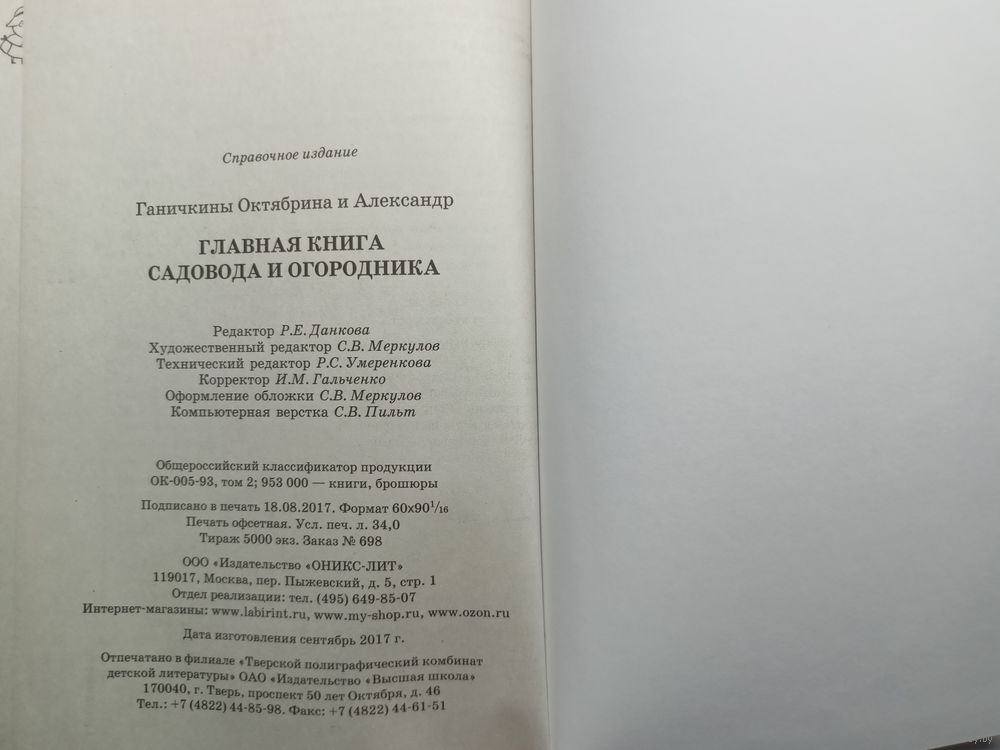 Справочное издание
Ганичкины Октябрина и Александр
ГЛАВНАЯ КНИГА
САДОВОДА И ОГОРОДНИКА
Редактор Р.Е. Данкова
Художественный редактор С.В. Меркулов
Технический редактор Р.С. Умеренкова
Корректор И.М. Гальченко
Оформление обложки С.В. Меркулов
Компьютерная верстка С.В. Пильт
Общероссийский классификатор продукции
ОК-005-93, том 2; 953 000 — книги, брошюры
Подписано в печать 18.08.2017. Формат 60х90¹/₁₆
Печать офсетная. Усл. печ. л. 34,0
Тираж 5000 экз. Заказ № 698
ООО «Издательство «ОНИКС-ЛИТ»
119017, Москва, пер. Пыжевский, д. 5, стр. 1
Отдел реализации: тел. (495) 649-85-07
Интернет-магазины: www.labirint.ru, www.my-shop.ru, www.ozon.ru
Дата изготовления сентябрь 2017 г.
Отпечатано в филиале «Тверской полиграфический комбинат
детской литературы» ОАО «Издательство «Высшая школа»
170040, г. Тверь, проспект 50 лет Октября, д. 46
Тел.: +7 (4822) 44-85-98. Факс: +7 (4822) 44-61-51